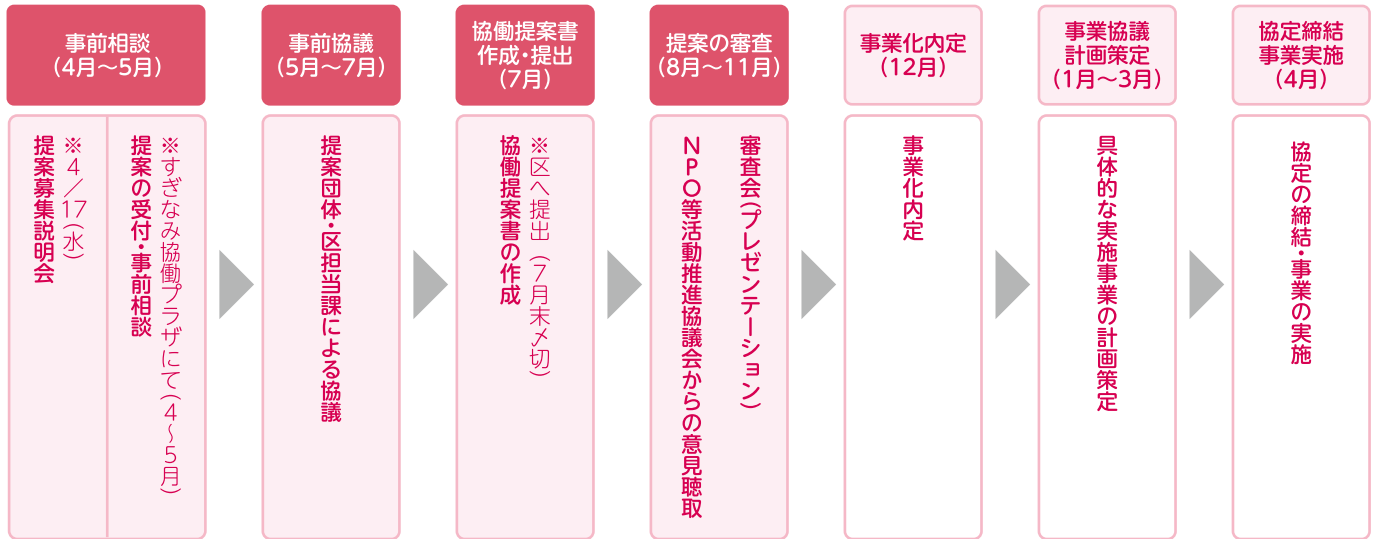 事前相談
(4月～5月)
提案募集説明会
※4／17(水)
提案の受付・事前相談
※すぎなみ協働プラザにて(4～5月)
事前協議
(5月～7月)
提案団体・区担当課による協議
協働提案書
作成・提出
(7月)
協働提案書の作成
※区へ提出(7月末〆切)
提案の審査
(8月～11月)
審査会(プレゼンテーション)
NPO等活動推進協議会からの意見聴取
事業化内定
(12月)
事業化内定
事業協議
計画策定
(1月～3月)
具体的な実施事業の計画策定
協定締結
事業実施
(4月)
協定の締結・事業の実施